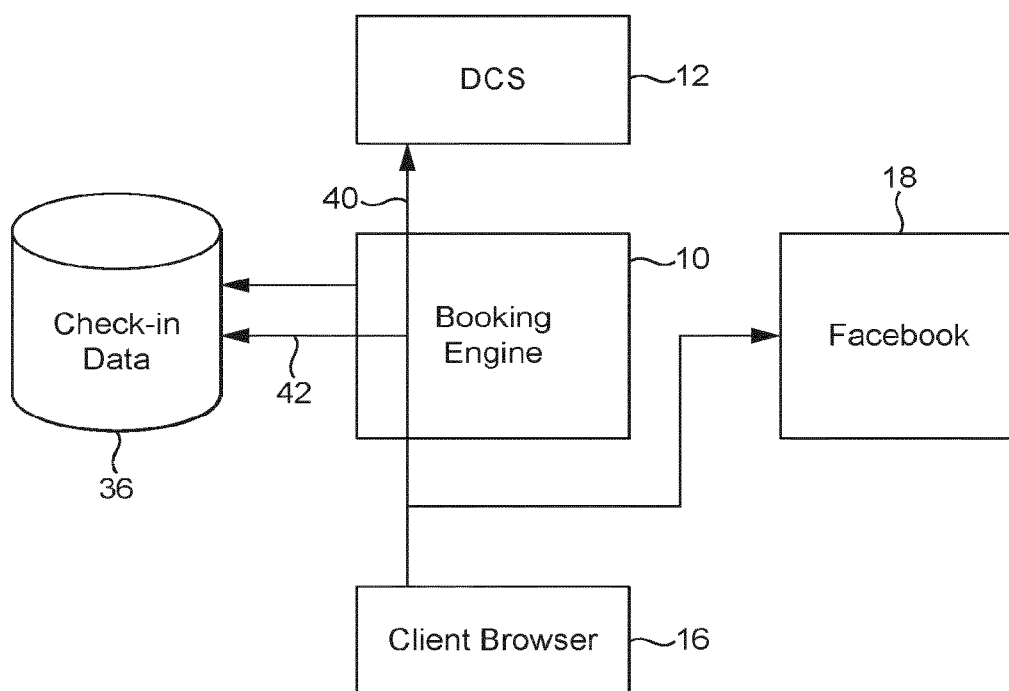 DCS
12
40
18
10
Booking
Engine
Check-in
Data
Facebook
42
36
Client Browser
16